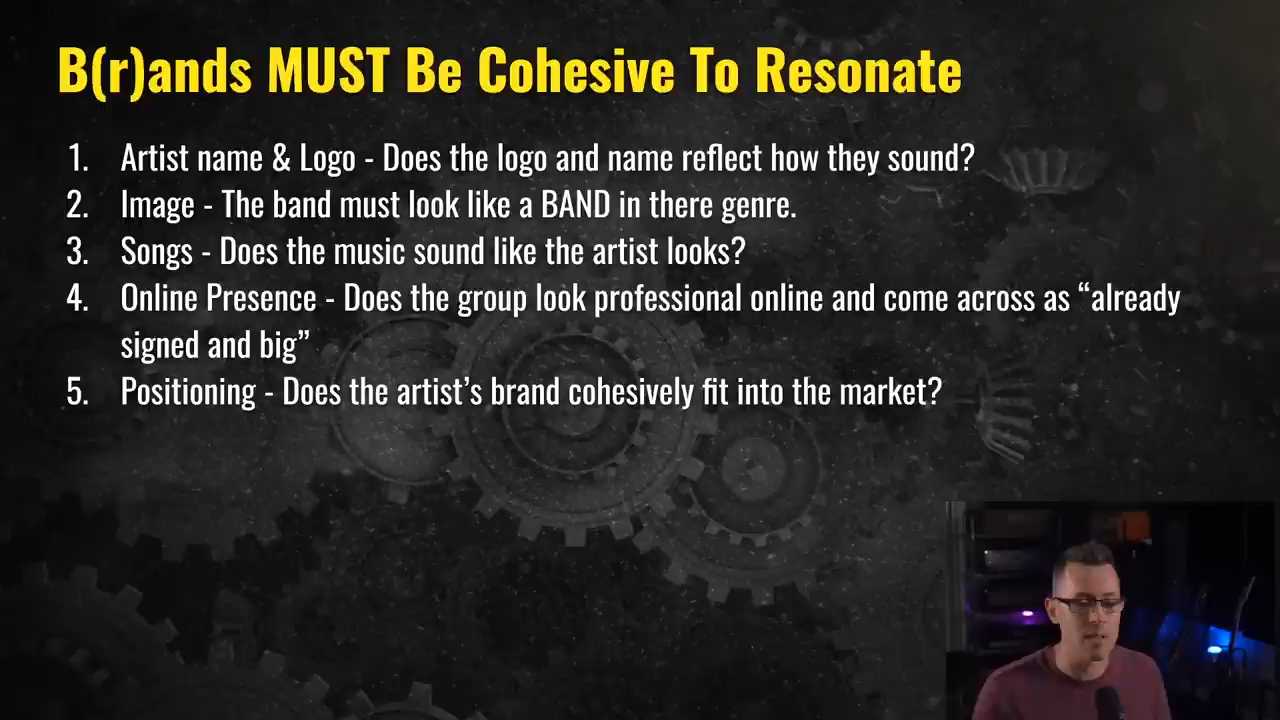 B(r)ands MUST Be Cohesive To Resonate
1. Artist name & Logo - Does the logo and name reflect how they sound?
2. Image - The band must look like a BAND in there genre.
3. Songs - Does the music sound like the artist looks?
4. Online Presence - Does the group look professional online and come across as “already
signed and big”
5. Positioning - Does the artist’s brand cohesively fit into the market?